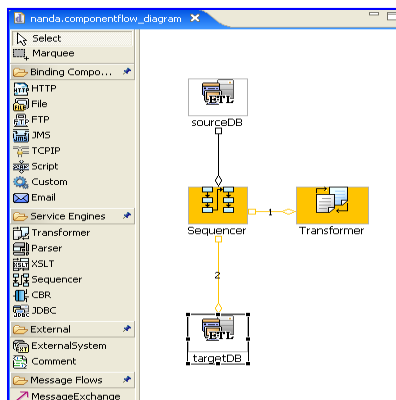 nanda.componentflow_diagram
Select
Marquee
Binding Compo...
HTTP
File
FTP
JMS
TCPIP
Script
Custom
Email
Service Engines
Transformer
Parser
XSLT
Sequencer
CBR
JDBC
External
ExternalSystem
Comment
Message Flows
MessageExchange
ETL
sourceDB
Sequencer
1
Transformer
2
ETL
targetDB